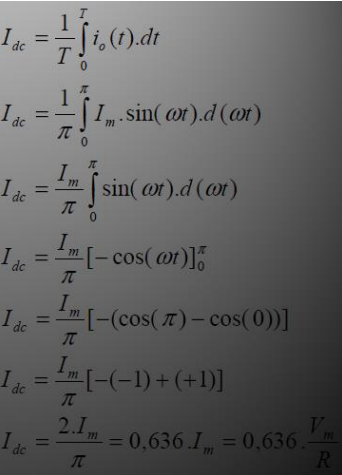 I_dc = 1/T ∫_0^T i_o(t).dt
I_dc = 1/π ∫_0^π I_m.sin(ωt).d(ωt)
I_dc = I_m/π ∫_0^π sin(ωt).d(ωt)
I_dc = I_m/π [-cos(ωt)]_0^π
I_dc = I_m/π [-(cos(π)-cos(0))]
I_dc = I_m/π [-(-1)+(+1)]
I_dc = 2.I_m/π = 0,636.I_m = 0,636.V_m/R